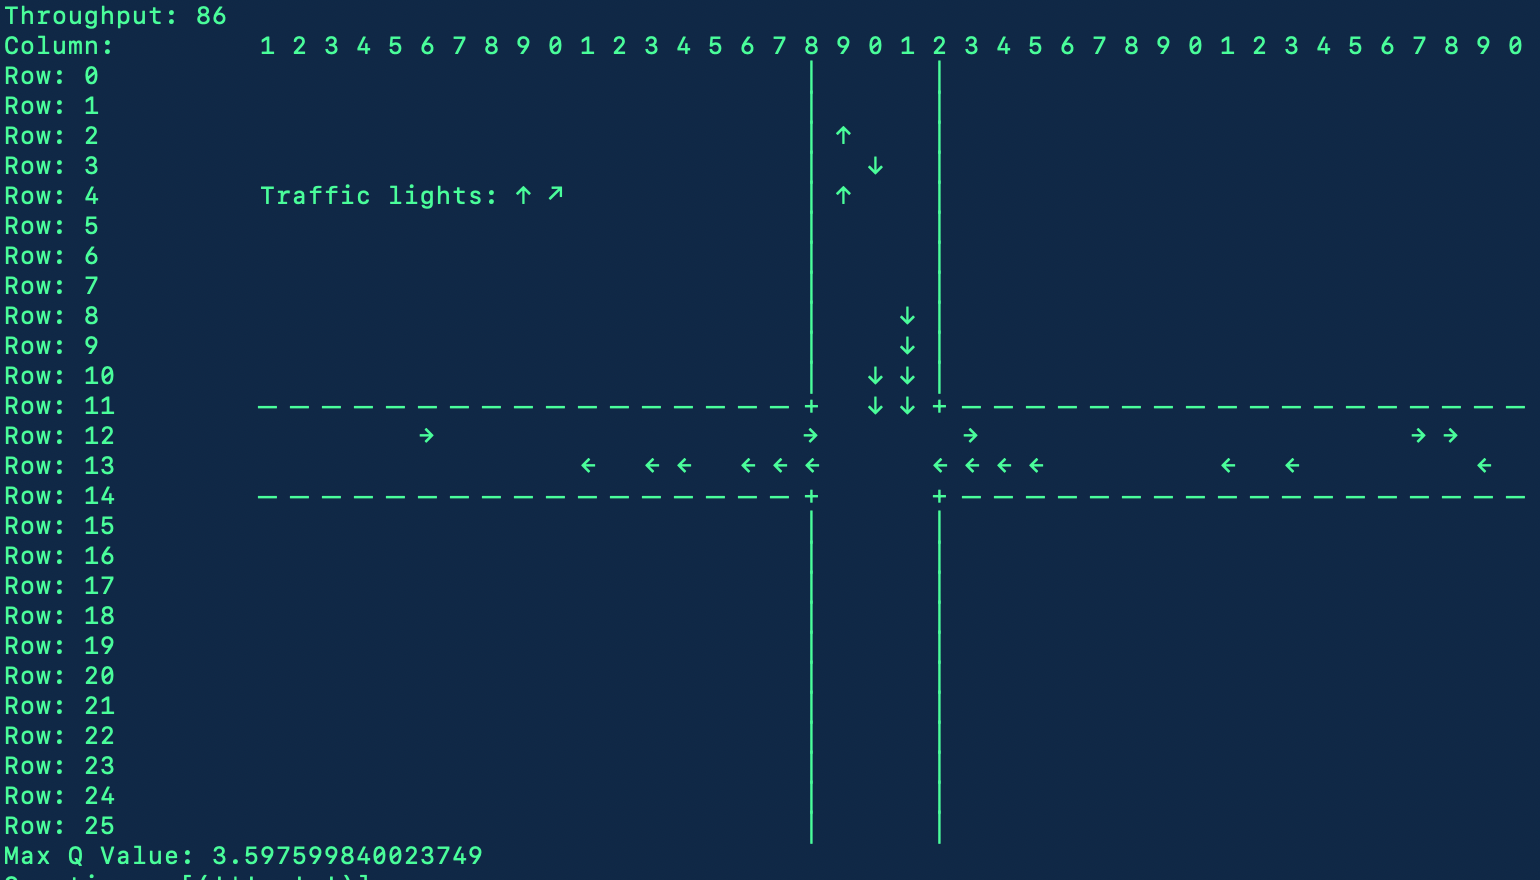 Throughput: 86
Column: 1 2 3 4 5 6 7 8 9 0 1 2 3 4 5 6 7 8 9 0 1 2 3 4 5 6 7 8 9 0 1 2 3 4 5 6 7 8 9 0
Row: 0 | |
Row: 1 | |
Row: 2 | ↑ |
Row: 3 | ↓ |
Row: 4 Traffic lights: ↑ ↗ | ↑ |
Row: 5 | |
Row: 6 | |
Row: 7 | |
Row: 8 | ↓ |
Row: 9 | ↓ |
Row: 10 | ↓ ↓ |
Row: 11 — — — — — — — — — — — — — — — — — + ↓ ↓ + — — — — — — — — — — — — — — — — — —
Row: 12 → → → → →
Row: 13 ← ← ← ← ← ← ← ← ← ← ← ← ←
Row: 14 — — — — — — — — — — — — — — — — — + + — — — — — — — — — — — — — — — — — —
Row: 15 | |
Row: 16 | |
Row: 17 | |
Row: 18 | |
Row: 19 | |
Row: 20 | |
Row: 21 | |
Row: 22 | |
Row: 23 | |
Row: 24 | |
Row: 25 | |
Max Q Value: 3.597599840023749